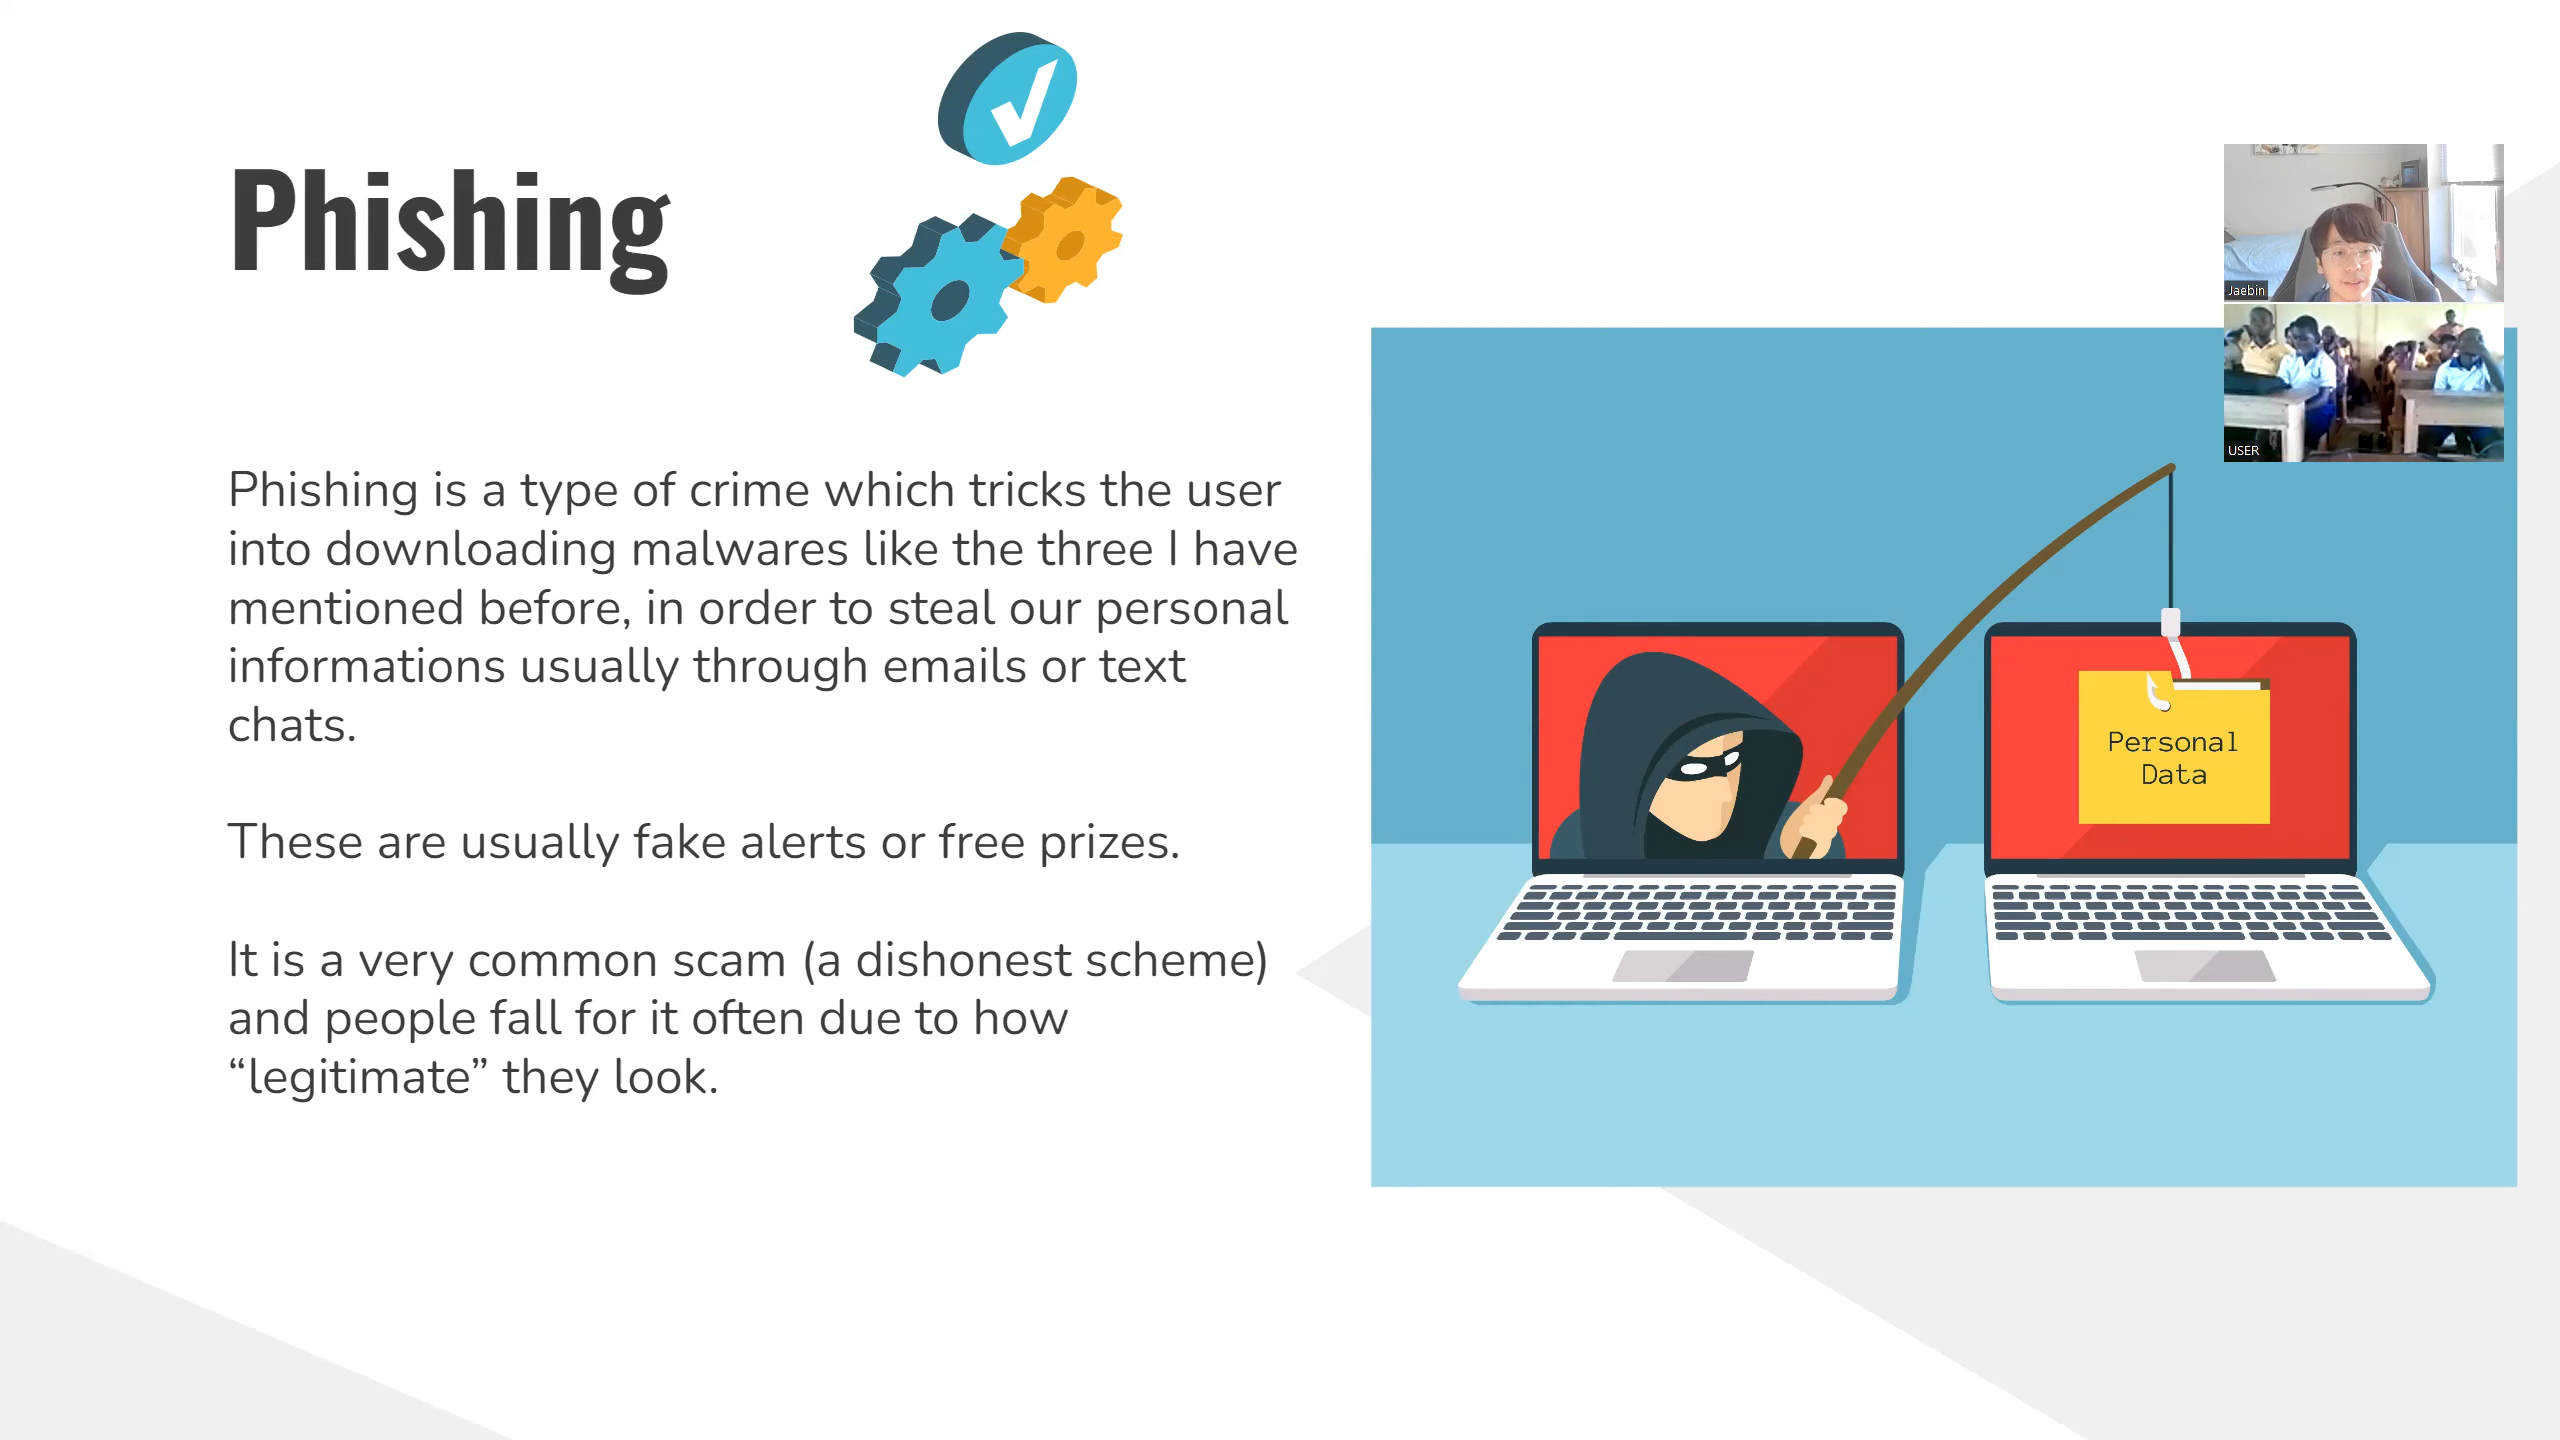 Phishing
Phishing is a type of crime which tricks the user
into downloading malwares like the three I have
mentioned before, in order to steal our personal
informations usually through emails or text
chats.
These are usually fake alerts or free prizes.
It is a very common scam (a dishonest scheme)
and people fall for it often due to how
“legitimate” they look.
Jaebin
USER
Personal
Data